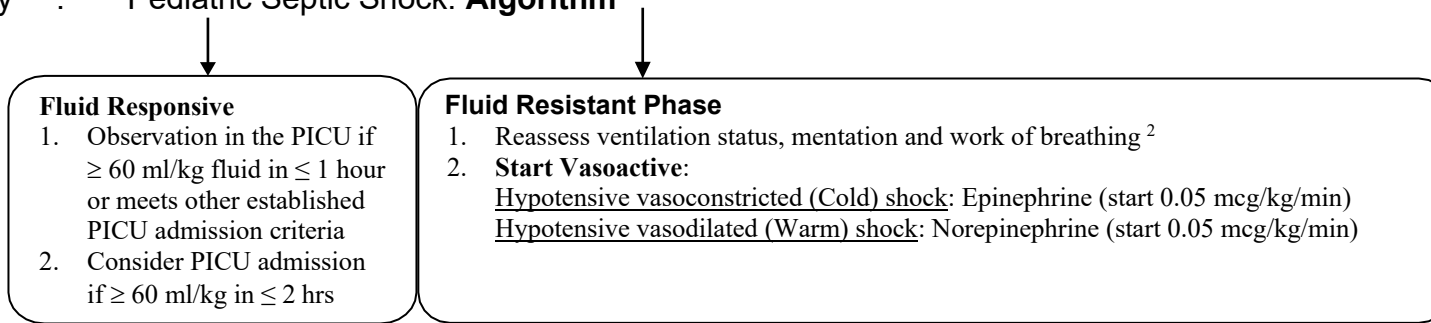 y : Pediatric Septic Shock: Algorithm
Fluid Responsive
1. Observation in the PICU if
≥ 60 ml/kg fluid in ≤ 1 hour
or meets other established
PICU admission criteria
2. Consider PICU admission
if ≥ 60 ml/kg in ≤ 2 hrs
Fluid Resistant Phase
1. Reassess ventilation status, mentation and work of breathing 2
2. Start Vasoactive:
Hypotensive vasoconstricted (Cold) shock: Epinephrine (start 0.05 mcg/kg/min)
Hypotensive vasodilated (Warm) shock: Norepinephrine (start 0.05 mcg/kg/min)